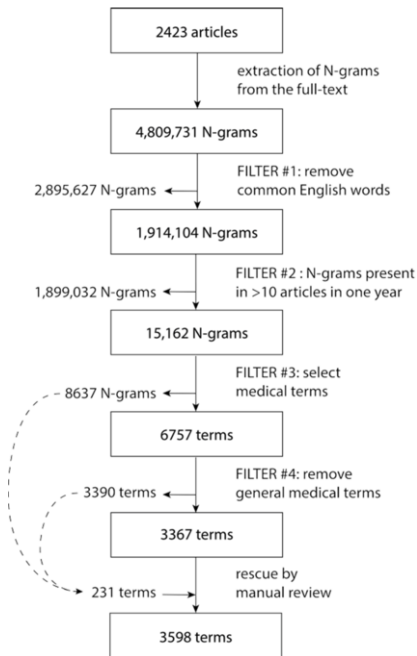 2423 articles
extraction of N-grams
from the full-text
4,809,731 N-grams
FILTER #1: remove
common English words
2,895,627 N-grams
1,914,104 N-grams
FILTER #2 : N-grams present
in >10 articles in one year
1,899,032 N-grams
15,162 N-grams
FILTER #3: select
medical terms
8637 N-grams
6757 terms
FILTER #4: remove
general medical terms
3390 terms
3367 terms
rescue by
manual review
231 terms
3598 terms